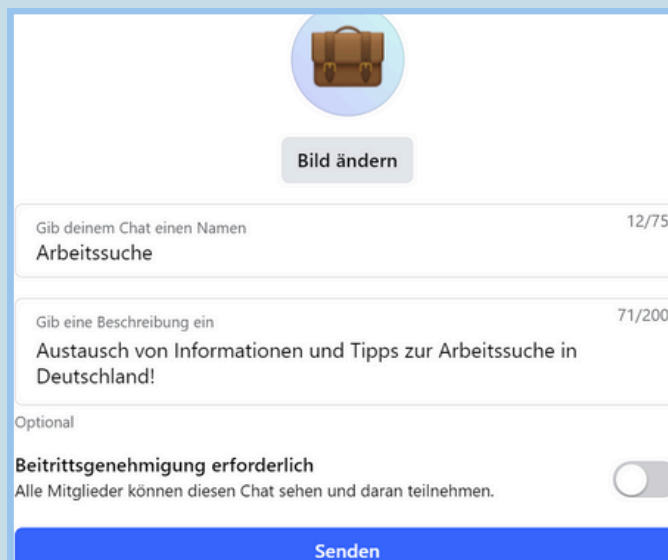 Bild ändern
Gib deinem Chat einen Namen
12/75
Arbeitssuche
Gib eine Beschreibung ein
71/200
Austausch von Informationen und Tipps zur Arbeitssuche in
Deutschland!
Optional
Beitrittsgenehmigung erforderlich
Alle Mitglieder können diesen Chat sehen und daran teilnehmen.
Senden